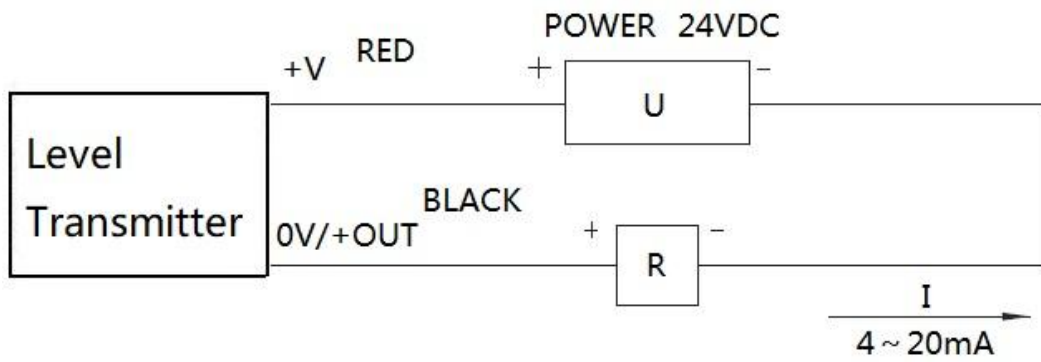 POWER 24VDC
+V RED + −
U
Level
Transmitter
BLACK
0V/+OUT + −
R
I
4~20mA